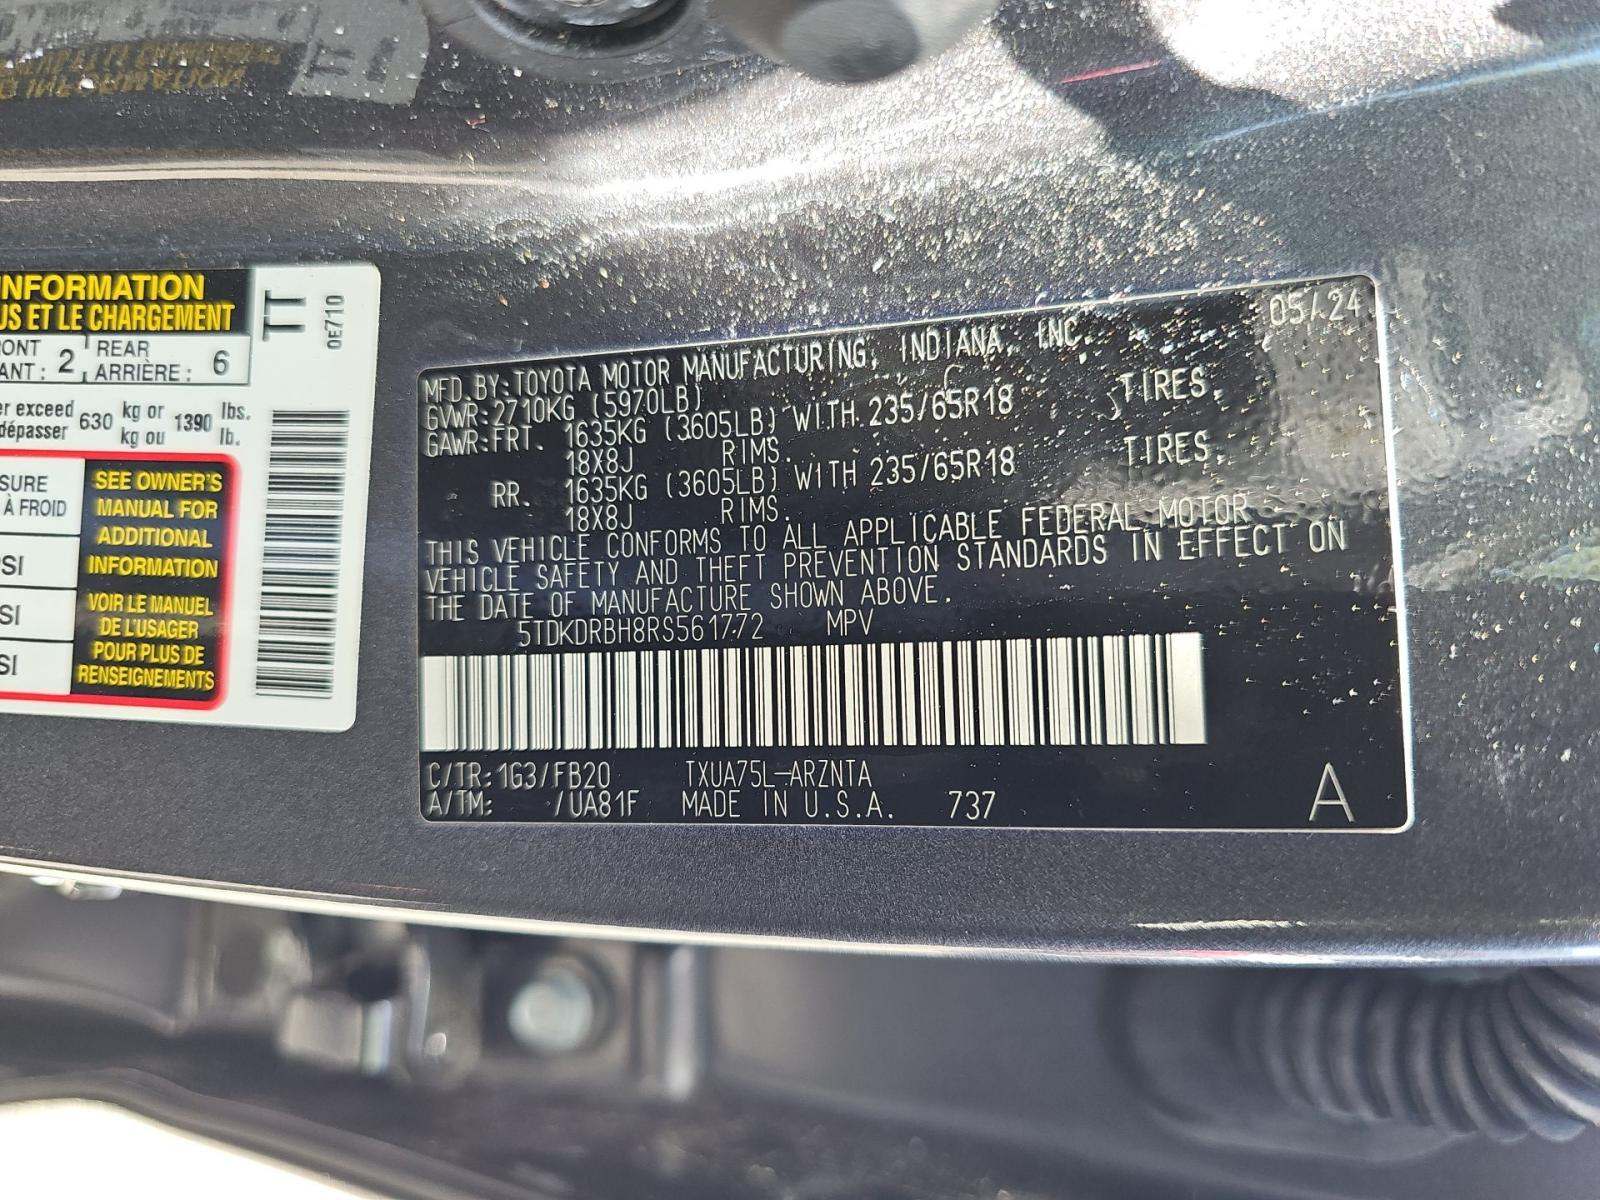 INFORMATION
US ET LE CHARGEMENT
TT
0E710
ONT
ANT : 2
REAR
ARRIÈRE : 6
er exceed
dépasser 630 kg or
kg ou 1390 lbs.
lb.
SURE
À FROID
SEE OWNER'S
MANUAL FOR
ADDITIONAL
INFORMATION
PSI
SI
SI
VOIR LE MANUEL
DE L'USAGER
POUR PLUS DE
RENSEIGNEMENTS
05/24
MFD.BY:TOYOTA MOTOR MANUFACTURING, INDIANA, INC.
GVWR:2710KG (5970LB)
GAWR:FRT. 1635KG (3605LB) WITH 235/65R18 TIRES,
18X8J RIMS.
RR. 1635KG (3605LB) WITH 235/65R18 TIRES,
18X8J RIMS.
THIS VEHICLE CONFORMS TO ALL APPLICABLE FEDERAL MOTOR
VEHICLE SAFETY AND THEFT PREVENTION STANDARDS IN EFFECT ON
THE DATE OF MANUFACTURE SHOWN ABOVE.
5TDKDRBH8RS561772 MPV
C/TR:1G3/FB20 TXUA75L-ARZNTA
A/TM: /UA81F MADE IN U.S.A. 737 A